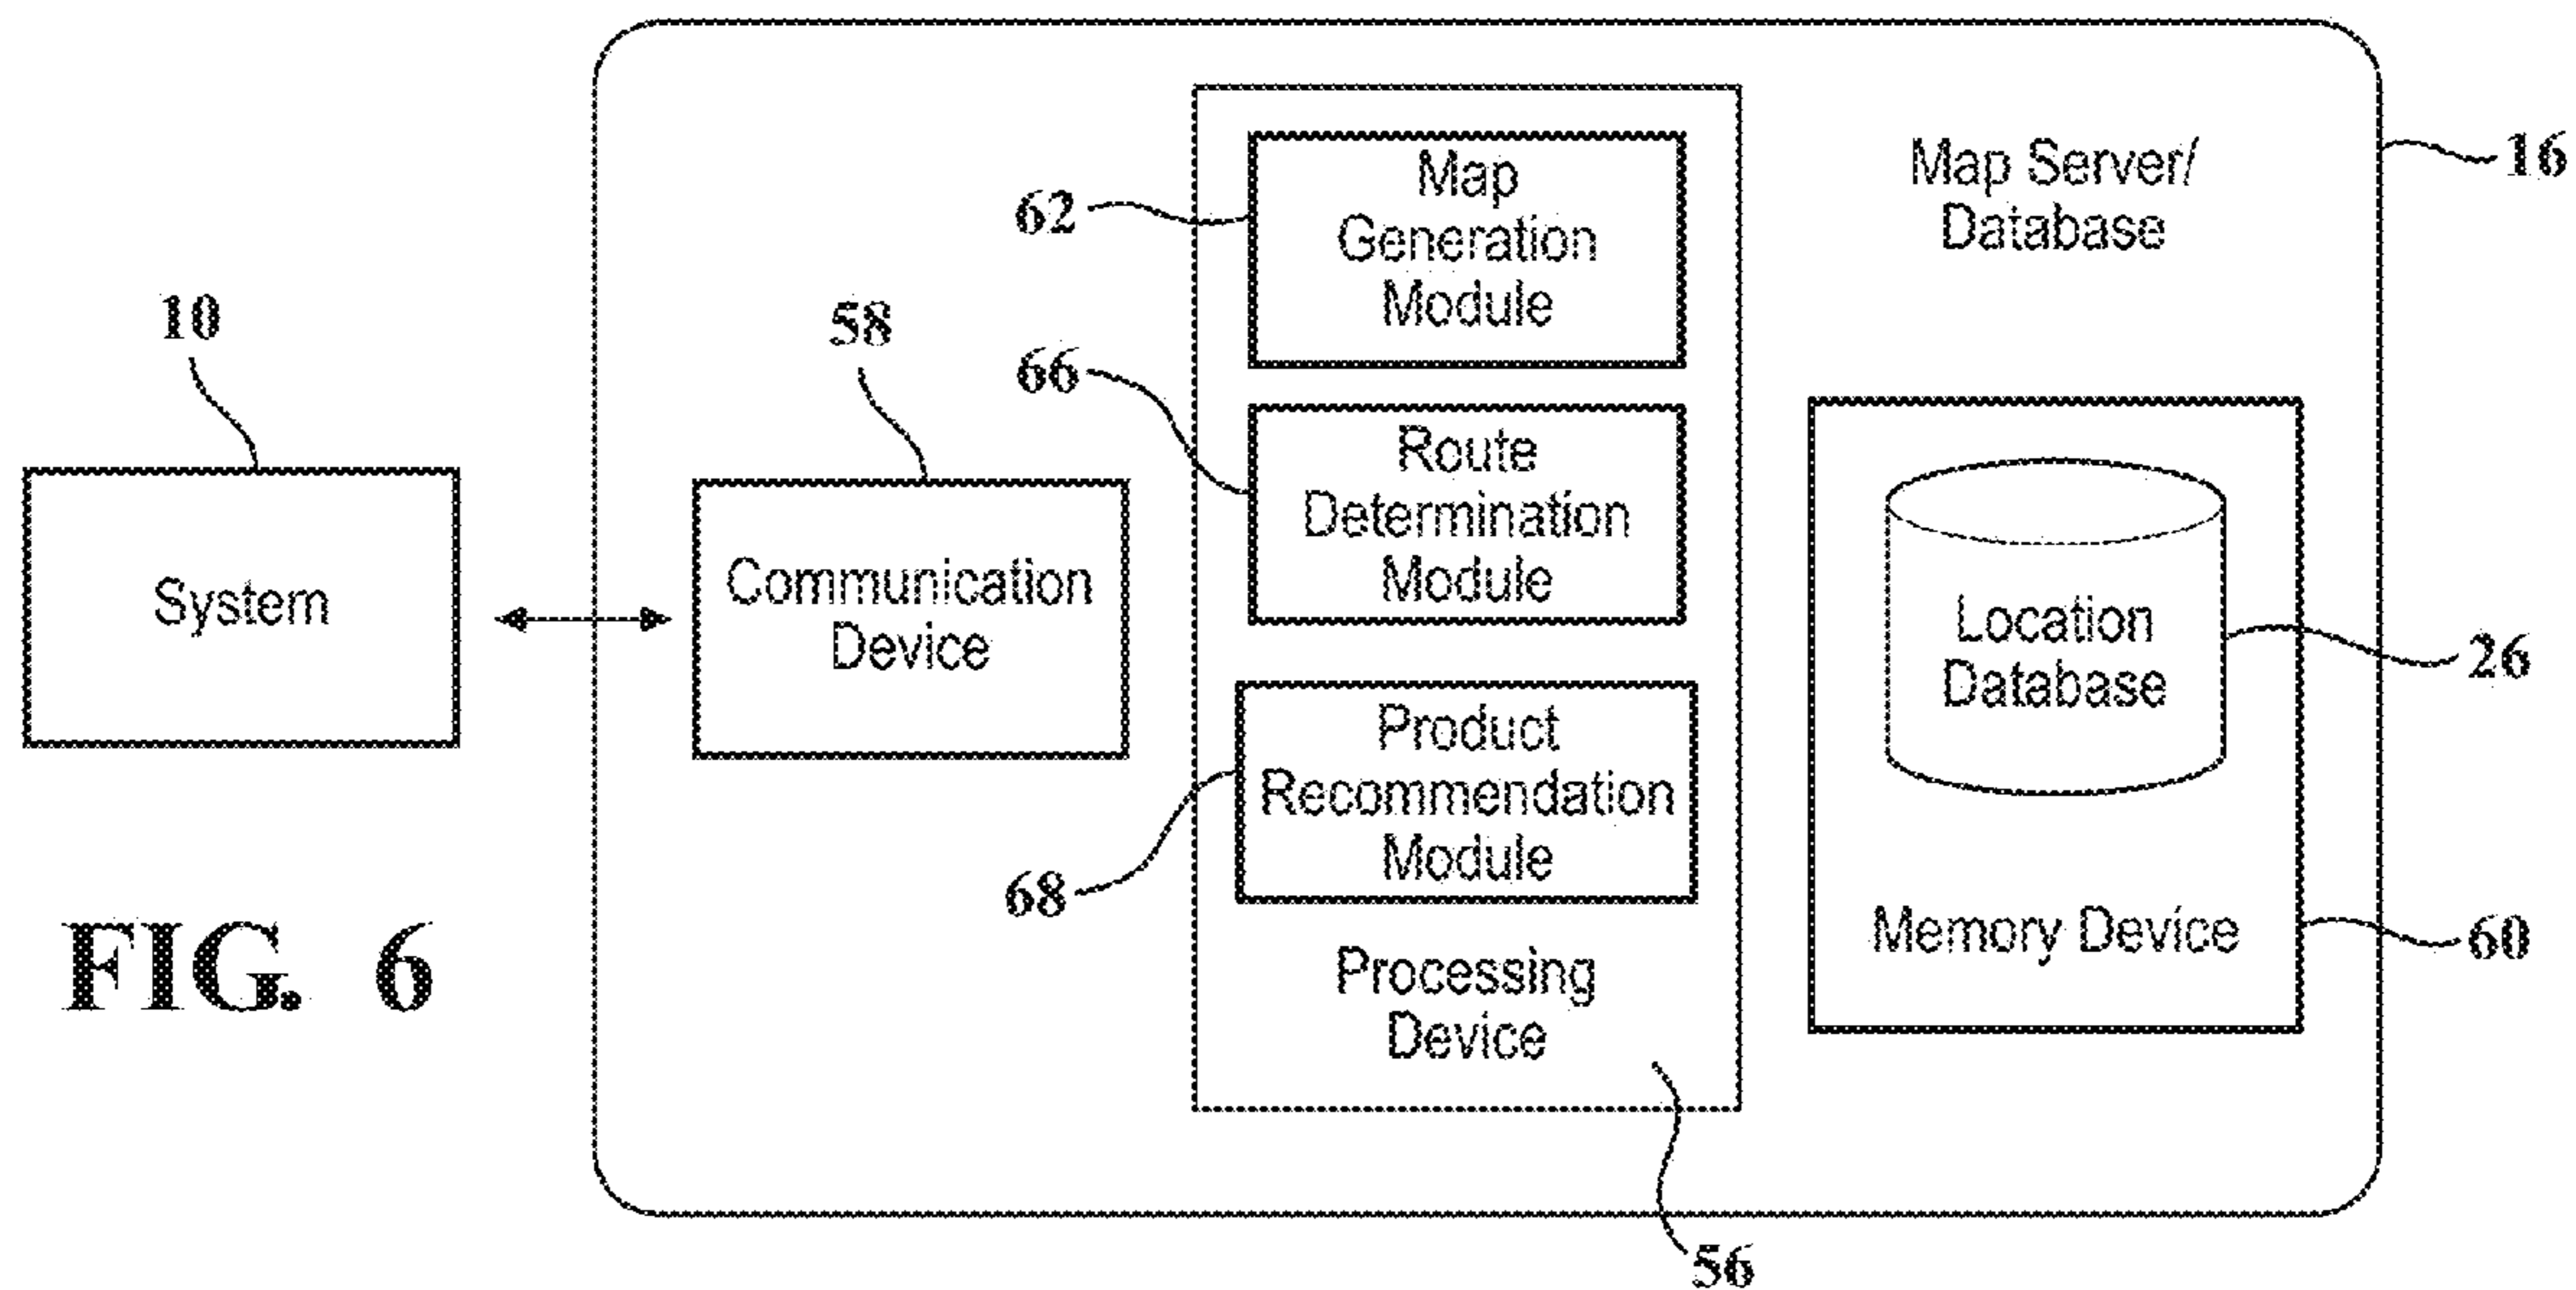 10
System
FIG. 6
58
Communication
Device
62
Map
Generation
Module
66
Route
Determination
Module
68
Product
Recommendation
Module
Processing
Device
56
Map Server/
Database
16
Location
Database
26
Memory Device
60